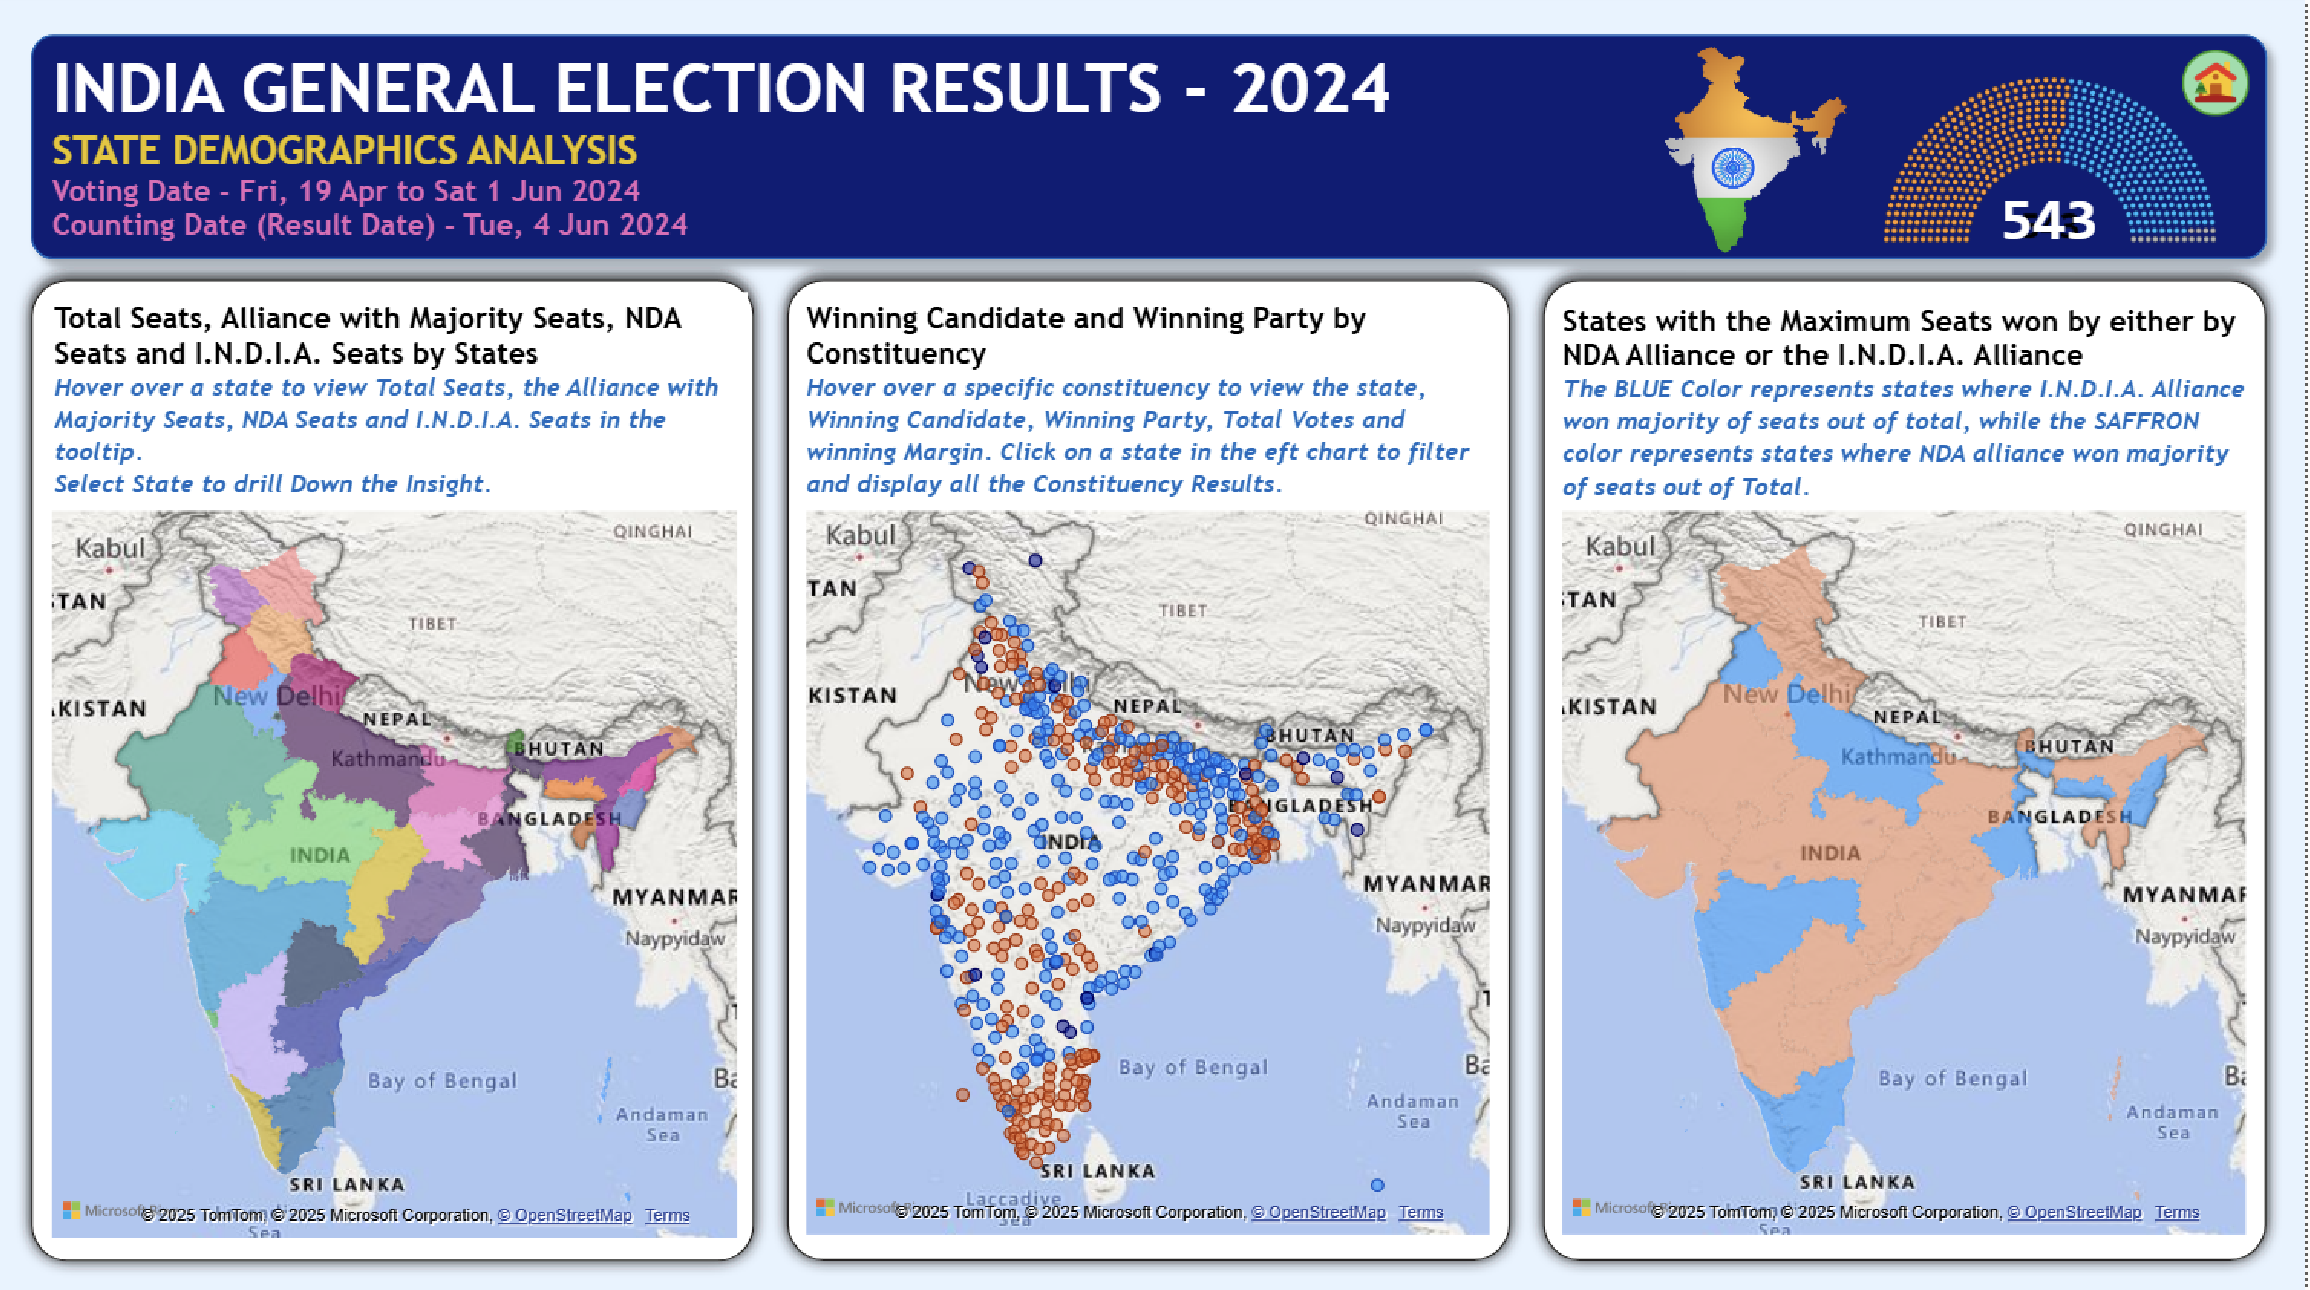 INDIA GENERAL ELECTION RESULTS - 2024
STATE DEMOGRAPHICS ANALYSIS
Voting Date - Fri, 19 Apr to Sat 1 Jun 2024
Counting Date (Result Date) - Tue, 4 Jun 2024
543
Total Seats, Alliance with Majority Seats, NDA
Seats and I.N.D.I.A. Seats by States
Hover over a state to view Total Seats, the Alliance with
Majority Seats, NDA Seats and I.N.D.I.A. Seats in the
tooltip.
Select State to drill Down the Insight.
QINGHAI
Kabul
TAN
TIBET
New Delhi
KISTAN
NEPAL
BHUTAN
Kathmandu
BANGLADESH
INDIA
MYANMAR
Naypyidaw
Bay of Bengal
Andaman
Sea
SRI LANKA
Microsoft
© 2025 TomTom, © 2025 Microsoft Corporation, © OpenStreetMap Terms
Sea
Winning Candidate and Winning Party by
Constituency
Hover over a specific constituency to view the state,
Winning Candidate, Winning Party, Total Votes and
winning Margin. Click on a state in the eft chart to filter
and display all the Constituency Results.
QINGHAI
Kabul
TAN
TIBET
New Delhi
KISTAN
NEPAL
BHUTAN
BANGLADESH
INDIA
MYANMAR
Naypyidaw
Bay of Bengal
Andaman
Sea
SRI LANKA
Laccadive
Microsoft
© 2025 TomTom, © 2025 Microsoft Corporation, © OpenStreetMap Terms
Sea
States with the Maximum Seats won by either by
NDA Alliance or the I.N.D.I.A. Alliance
The BLUE Color represents states where I.N.D.I.A. Alliance
won majority of seats out of total, while the SAFFRON
color represents states where NDA alliance won majority
of seats out of Total.
QINGHAI
Kabul
STAN
TIBET
New Delhi
KISTAN
NEPAL
BHUTAN
Kathmandu
BANGLADESH
INDIA
MYANMAR
Naypyidaw
Bay of Bengal
Andaman
Sea
SRI LANKA
Microsoft
© 2025 TomTom, © 2025 Microsoft Corporation, © OpenStreetMap Terms
Sea